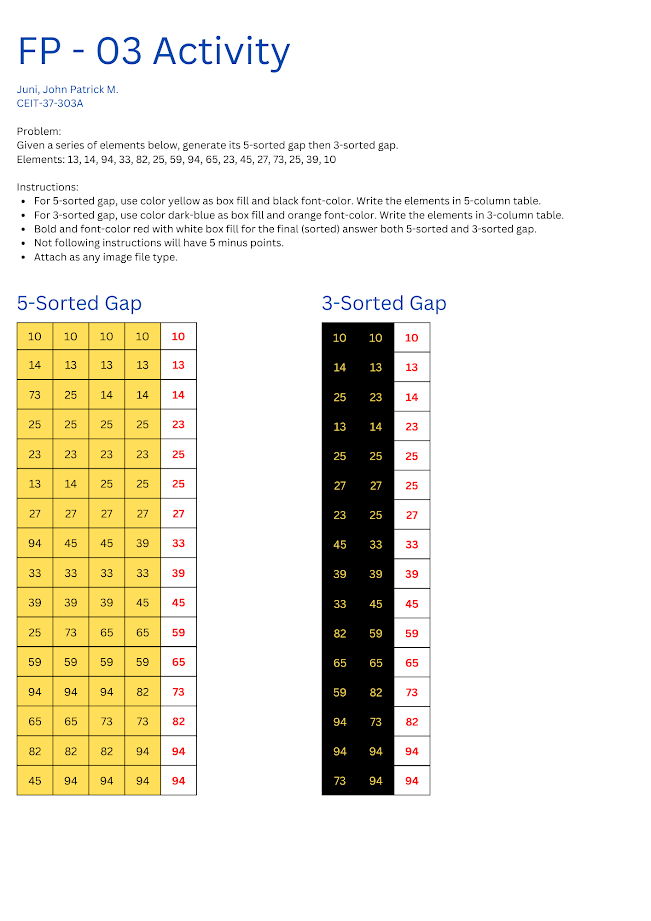 FP - 03 Activity
Juni, John Patrick M.
CEIT-37-303A
Problem:
Given a series of elements below, generate its 5-sorted gap then 3-sorted gap.
Elements: 13, 14, 94, 33, 82, 25, 59, 94, 65, 23, 45, 27, 73, 25, 39, 10
Instructions:
• For 5-sorted gap, use color yellow as box fill and black font-color. Write the elements in 5-column table.
• For 3-sorted gap, use color dark-blue as box fill and orange font-color. Write the elements in 3-column table.
• Bold and font-color red with white box fill for the final (sorted) answer both 5-sorted and 3-sorted gap.
• Not following instructions will have 5 minus points.
• Attach as any image file type.
5-Sorted Gap
10 10 10 10 10
14 13 13 13 13
73 25 14 14 14
25 25 25 25 23
23 23 23 23 25
13 14 25 25 25
27 27 27 27 27
94 45 45 39 33
33 33 33 33 39
39 39 39 45 45
25 73 65 65 59
59 59 59 59 65
94 94 94 82 73
65 65 73 73 82
82 82 82 94 94
45 94 94 94 94
3-Sorted Gap
10 10 10
14 13 13
25 23 14
13 14 23
25 25 25
27 27 25
23 25 27
45 33 33
39 39 39
33 45 45
82 59 59
65 65 65
59 82 73
94 73 82
94 94 94
73 94 94